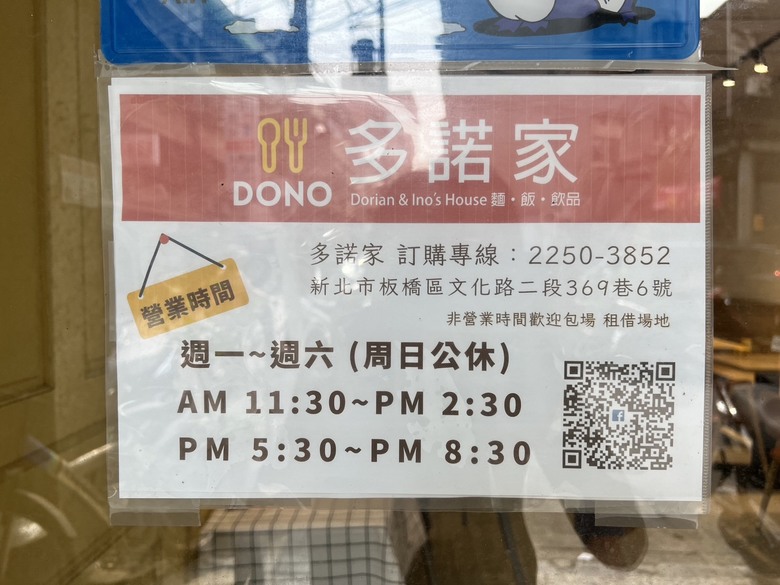 多諾家
DONO
Dorian & Ino's House 麵・飯・飲品
多諾家 訂購專線：2250-3852
新北市板橋區文化路二段369巷6號
營業時間
非營業時間歡迎包場 租借場地
週一~週六 (周日公休)
AM 11:30~PM 2:30
PM 5:30~PM 8:30